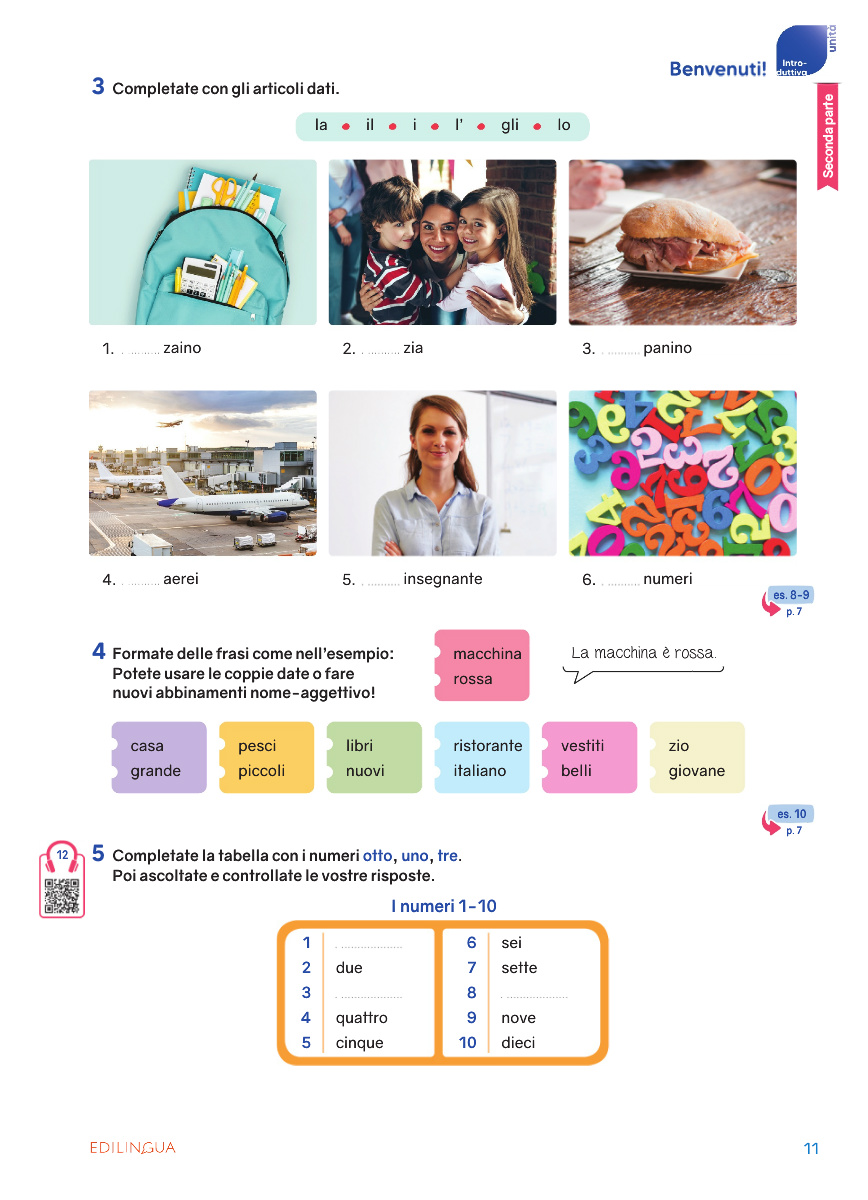 Benvenuti!
Intro-
duttiva
unità
Seconda parte
3 Completate con gli articoli dati.
la • il • i • l' • gli • lo
1. . .......... zaino
2. . .......... zia
3. . .......... panino
4. . .......... aerei
5. . .......... insegnante
6. . .......... numeri
es. 8-9
p. 7
4 Formate delle frasi come nell'esempio:
Potete usare le coppie date o fare
nuovi abbinamenti nome-aggettivo!
macchina
rossa
La macchina è rossa.
casa
grande
pesci
piccoli
libri
nuovi
ristorante
italiano
vestiti
belli
zio
giovane
es. 10
p. 7
12
5 Completate la tabella con i numeri otto, uno, tre.
Poi ascoltate e controllate le vostre risposte.
I numeri 1-10
1 . ....................
2 due
3 . ....................
4 quattro
5 cinque
6 sei
7 sette
8 . ....................
9 nove
10 dieci
EDILINGUA
11